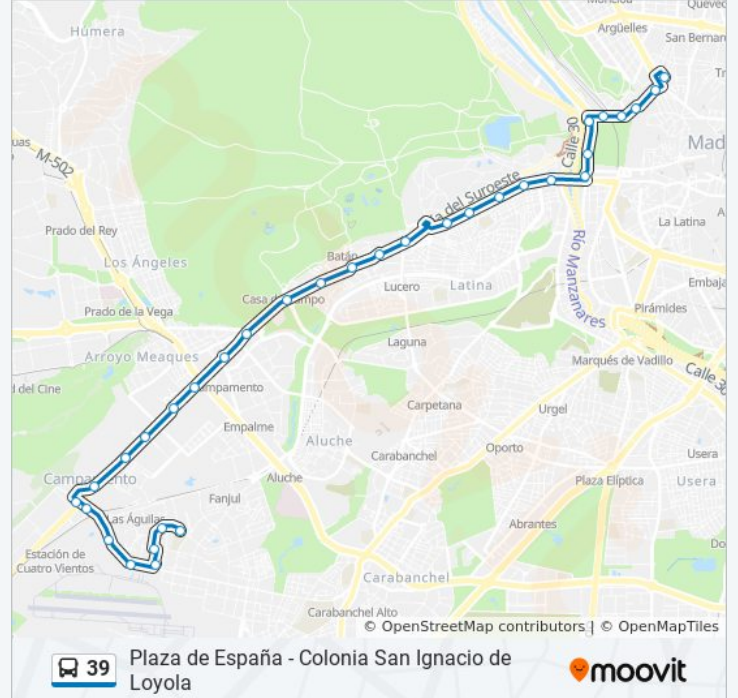 Húmera
Argüelles
San Bernar
Calle 30
Mad
M-502
a del Suroeste
La Latina
Prado del Rey
Batán
Los Ángeles
Lucero
Latina
Río Manzanares
Embaja
Casa de Campo
Prado de la Vega
Pirámides
Laguna
Arroyo Meaques
Marqués de Vadillo
Calle 30
l del Cine
Carpetana
Urgel
Empalme
Aluche
Oporto
Carabanchel
Usera
Aluche
Plaza Elíptica
Usera
Campamento
Fanjul
Las Águilas
Abrantes
Estación de
Cuatro Vientos
Carabanchel
Carabanchel Alto
© OpenStreetMap contributors | © OpenMapTiles
39
Plaza de España - Colonia San Ignacio de
Loyola
moovit